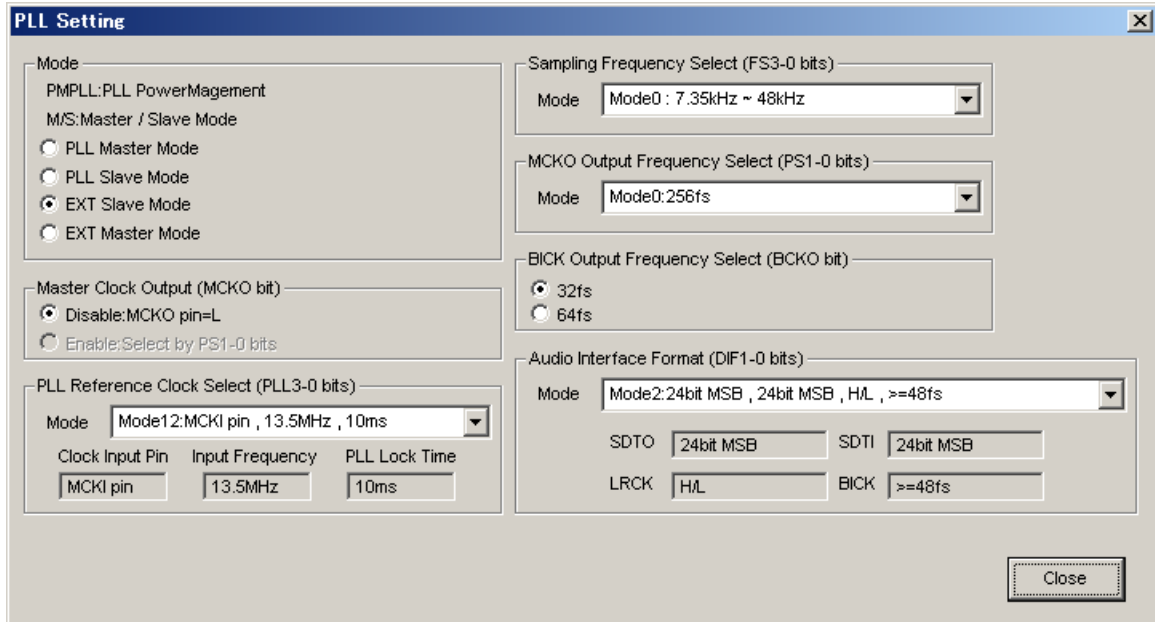 PLL Setting
Mode
PMPLL:PLL PowerMagement
M/S:Master / Slave Mode
PLL Master Mode
PLL Slave Mode
EXT Slave Mode
EXT Master Mode
Master Clock Output (MCKO bit)
Disable:MCKO pin=L
Enable:Select by PS1-0 bits
PLL Reference Clock Select (PLL3-0 bits)
Mode Mode12:MCKI pin , 13.5MHz , 10ms
Clock Input Pin Input Frequency PLL Lock Time
MCKI pin 13.5MHz 10ms
Sampling Frequency Select (FS3-0 bits)
Mode Mode0 : 7.35kHz ~ 48kHz
MCKO Output Frequency Select (PS1-0 bits)
Mode Mode0:256fs
BICK Output Frequency Select (BCKO bit)
32fs
64fs
Audio Interface Format (DIF1-0 bits)
Mode Mode2:24bit MSB , 24bit MSB , H/L , >=48fs
SDTO 24bit MSB SDTI 24bit MSB
LRCK H/L BICK >=48fs
Close